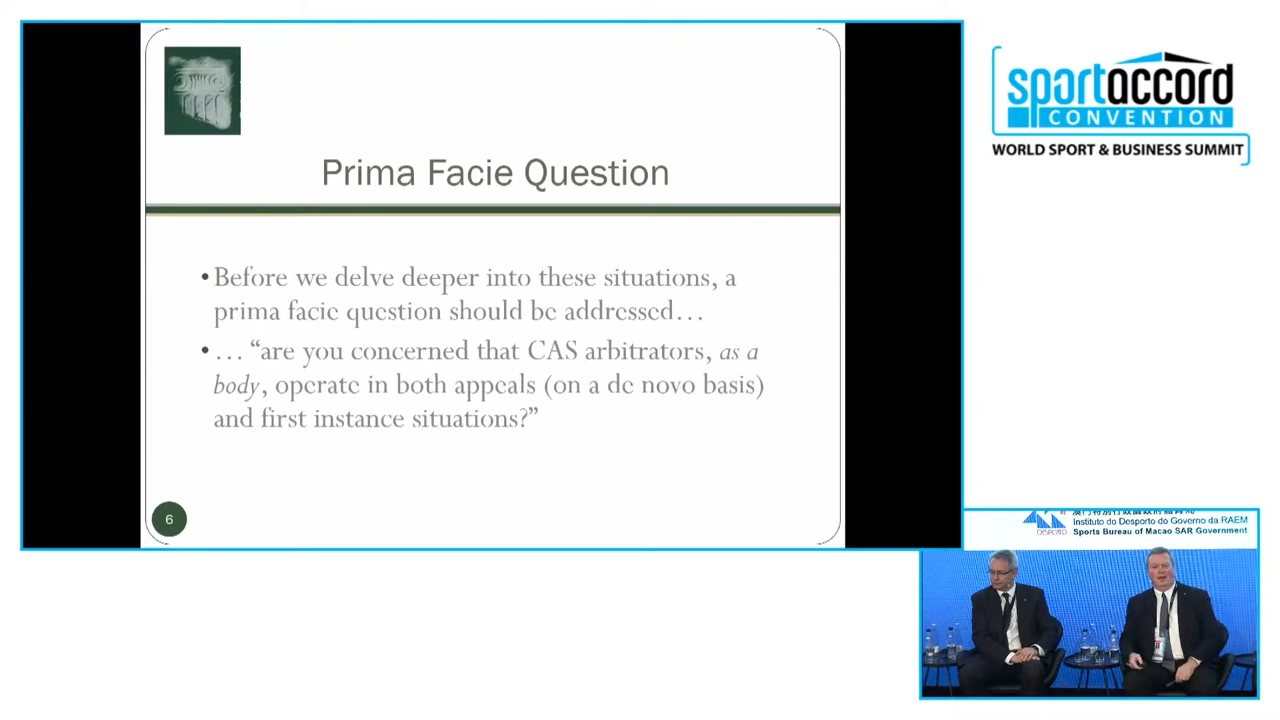 Prima Facie Question
•Before we delve deeper into these situations, a
prima facie question should be addressed…
•… “are you concerned that CAS arbitrators, as a
body, operate in both appeals (on a de novo basis)
and first instance situations?”
6
sportaccord
CONVENTION
WORLD SPORT & BUSINESS SUMMIT
Instituto do Desporto do Governo da RAEM
Sports Bureau of Macao SAR Government
DESPORTO